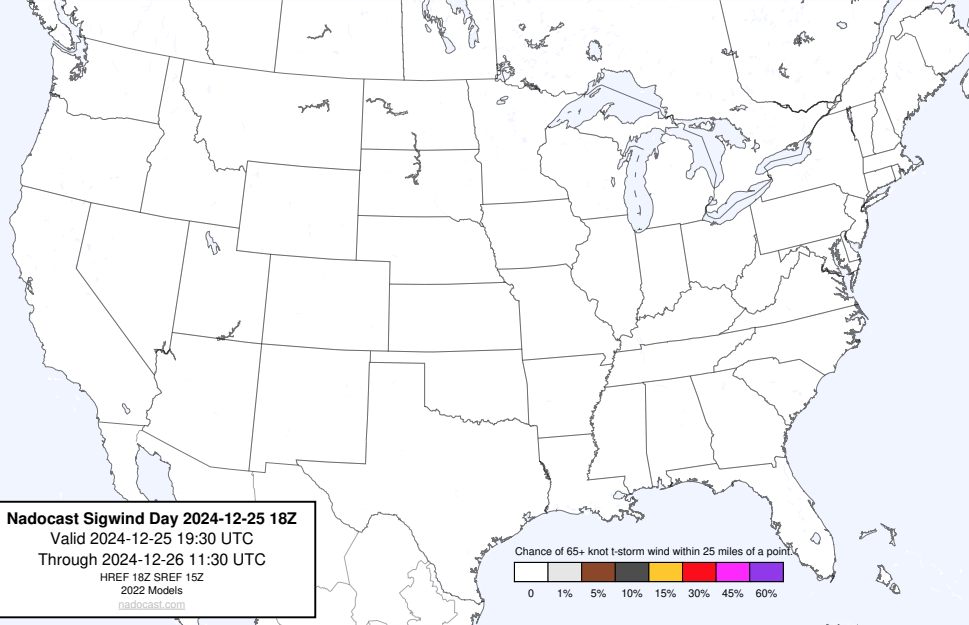 Nadocast Sigwind Day 2024-12-25 18Z
Valid 2024-12-25 19:30 UTC
Through 2024-12-26 11:30 UTC
HREF 18Z SREF 15Z
2022 Models
nadocast.com
Chance of 65+ knot t-storm wind within 25 miles of a point.
0 1% 5% 10% 15% 30% 45% 60%